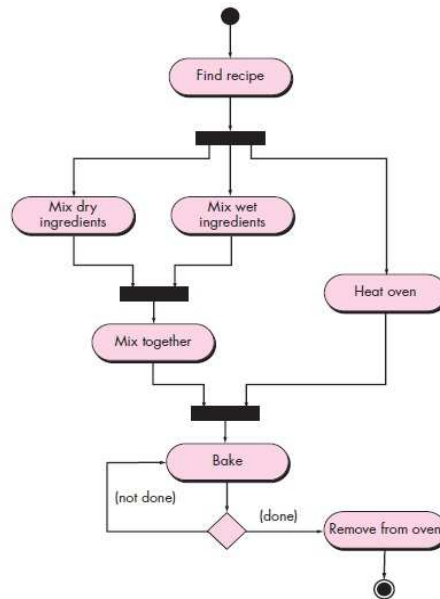 Find recipe
Mix dry
ingredients
Mix wet
ingredients
Heat oven
Mix together
Bake
(not done)
(done)
Remove from oven